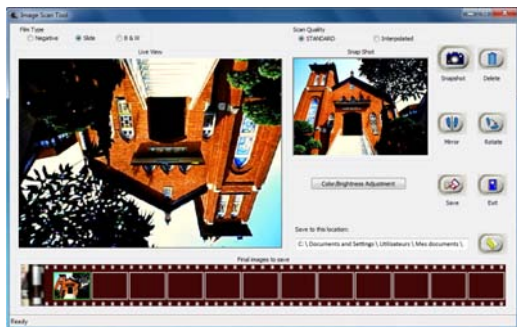 Image Scan Tool
Film Type
Negative
Slide
B & W
Scan Quality
STANDARD
Interpolated
Live View
Snap Shot
Snapshot
Delete
Mirror
Rotate
Color/Brightness Adjustment
Save
Exit
Save to this location:
C: \ Documents and Settings \ Utilisateurs \ Mes documents \
Final images to save
Ready